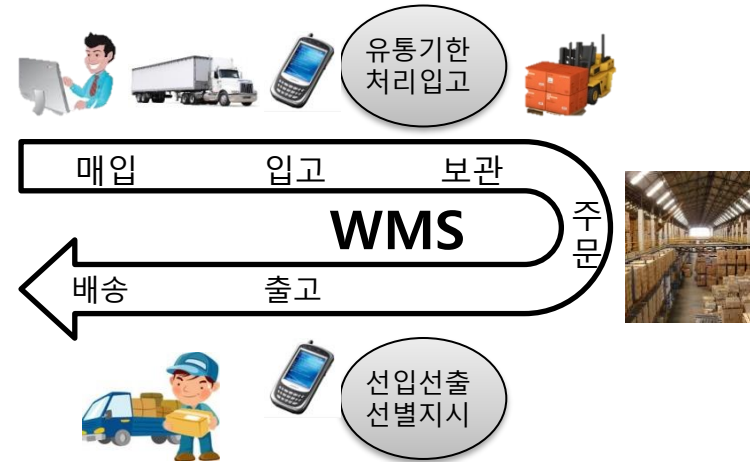 유통기한
처리입고
매입 입고 보관
주문
WMS
배송 출고
선입선출
선별지시